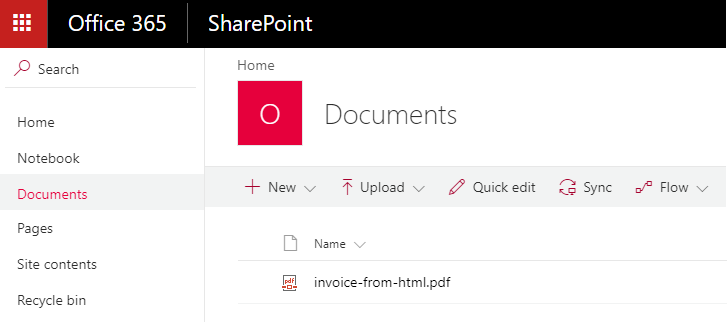 Office 365 SharePoint
Search
Home
Notebook
Documents
Pages
Site contents
Recycle bin
Home
O
Documents
New Upload Quick edit Sync Flow
Name
pdf invoice-from-html.pdf